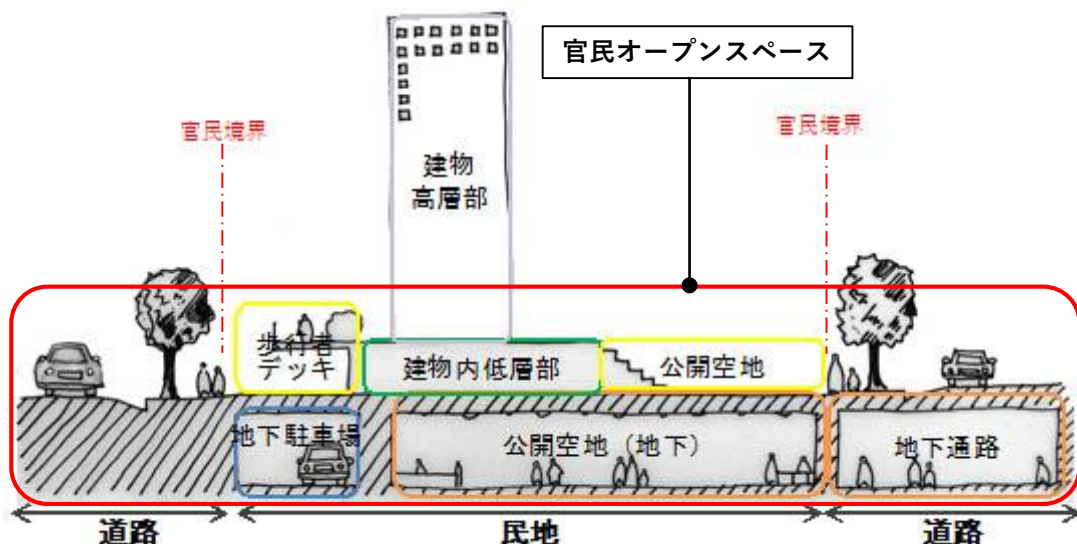 官民オープンスペース
官民境界
官民境界
建物
高層部
歩行者
デッキ
建物内低層部
公開空地
地下駐車場
公開空地（地下）
地下通路
道路
民地
道路